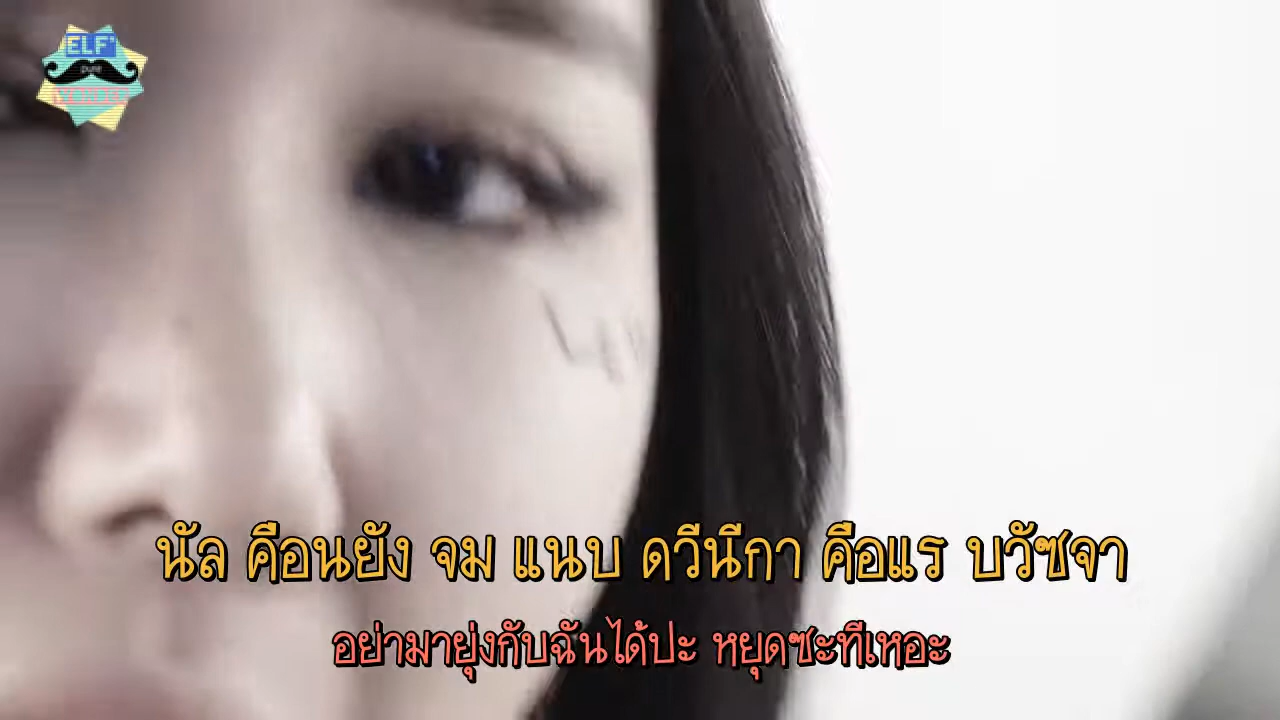 ELF'
pure
นัล คือนยัง จม แนบ ดวีนีกา คือแร บวัซจา
อย่ามายุ่งกับฉันได้ปะ หยุดซะทีเหอะ